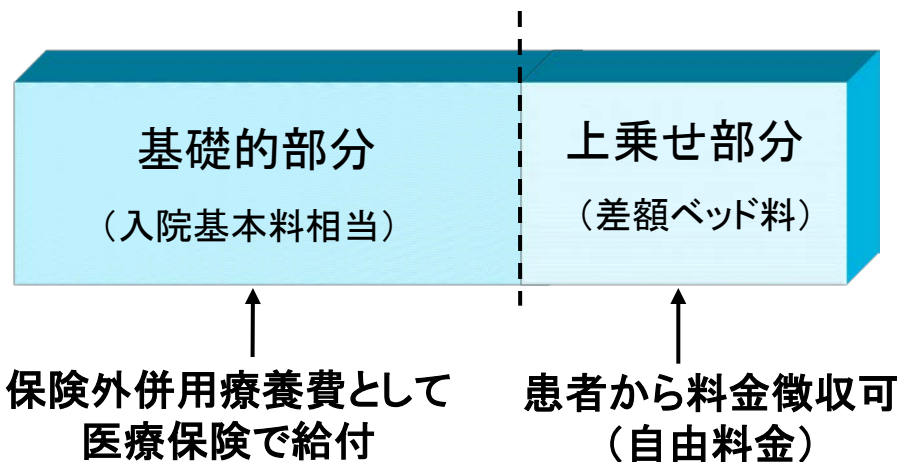 基礎的部分
（入院基本料相当）
上乗せ部分
（差額ベッド料）
保険外併用療養費として
医療保険で給付
患者から料金徴収可
（自由料金）